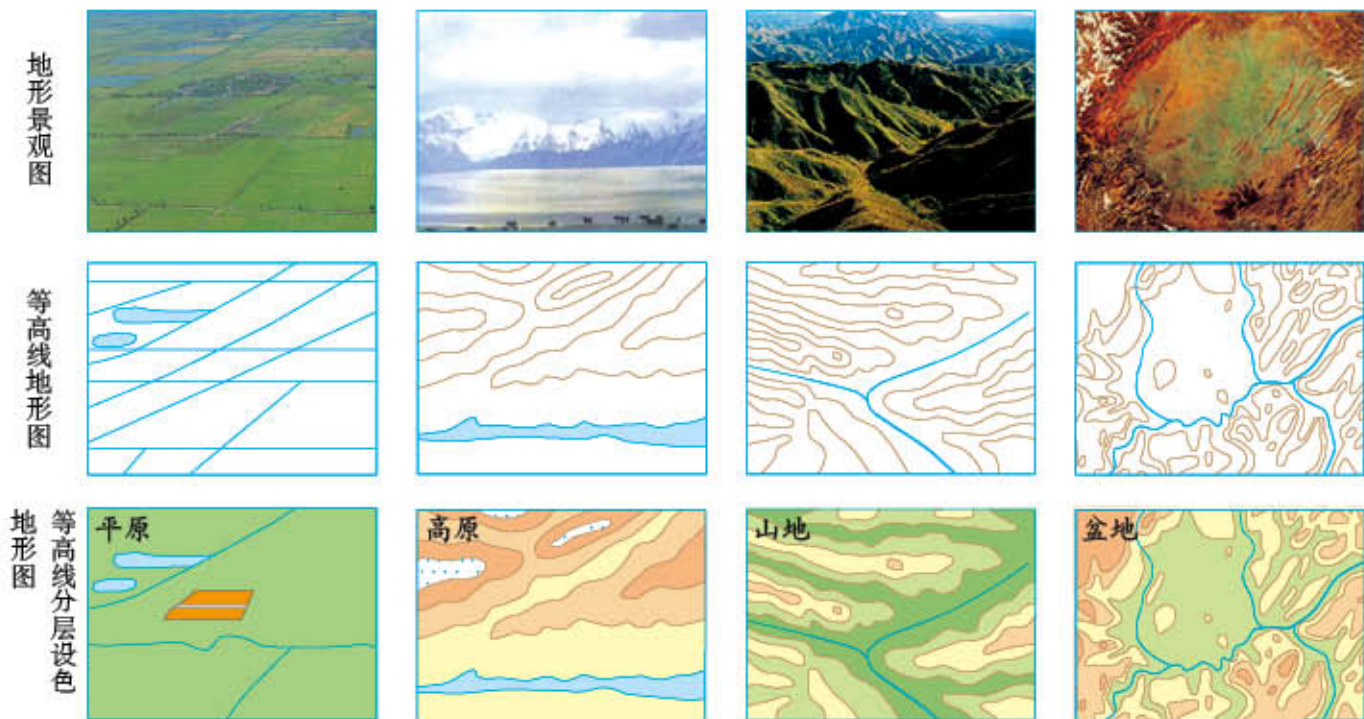 地形景观图
等高线地形图
等高线分层设色
地形图
平原
高原
山地
盆地